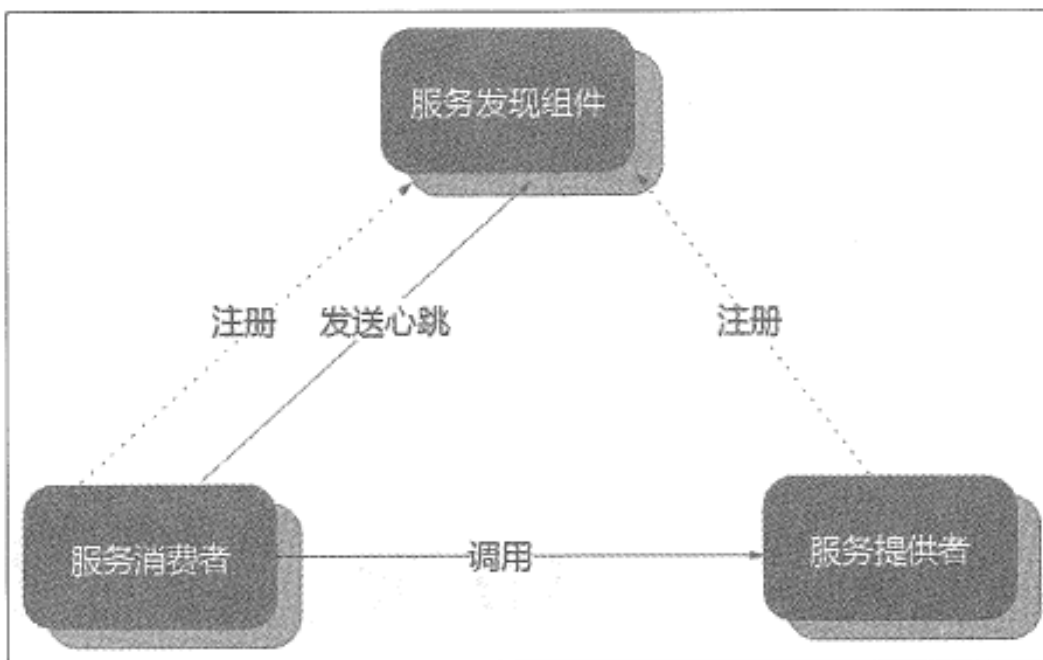 服务发现组件
注册
发送心跳
注册
服务消费者
调用
服务提供者